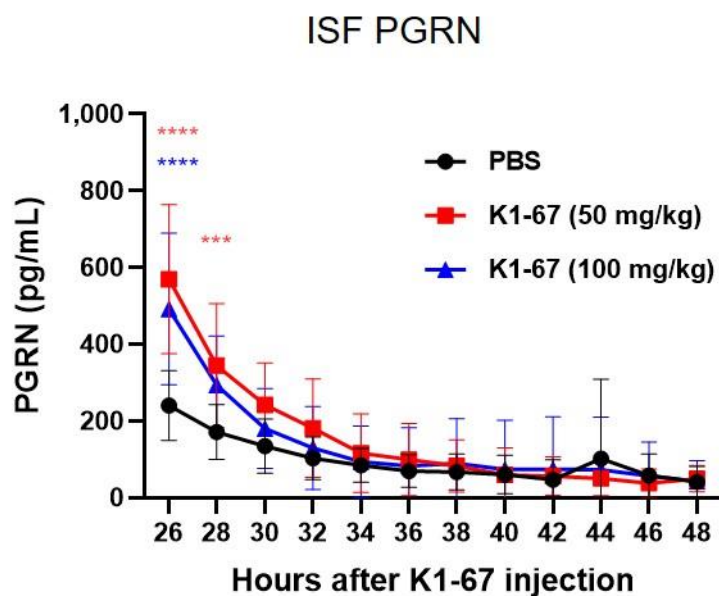 ISF PGRN
1,000
800
600
400
200
0
PGRN (pg/mL)
****
****
***
PBS
K1-67 (50 mg/kg)
K1-67 (100 mg/kg)
26 28 30 32 34 36 38 40 42 44 46 48
Hours after K1-67 injection